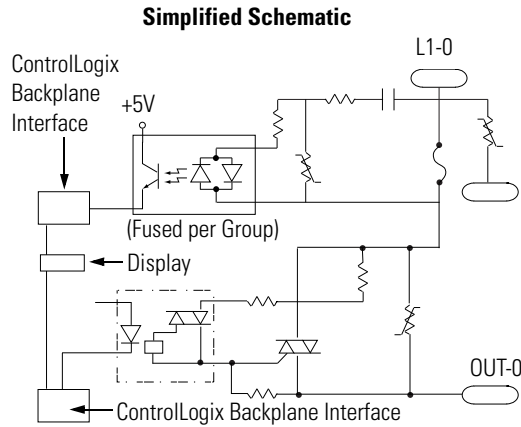 Simplified Schematic
L1-0
ControlLogix
Backplane
Interface
+5V
(Fused per Group)
Display
OUT-0
ControlLogix Backplane Interface